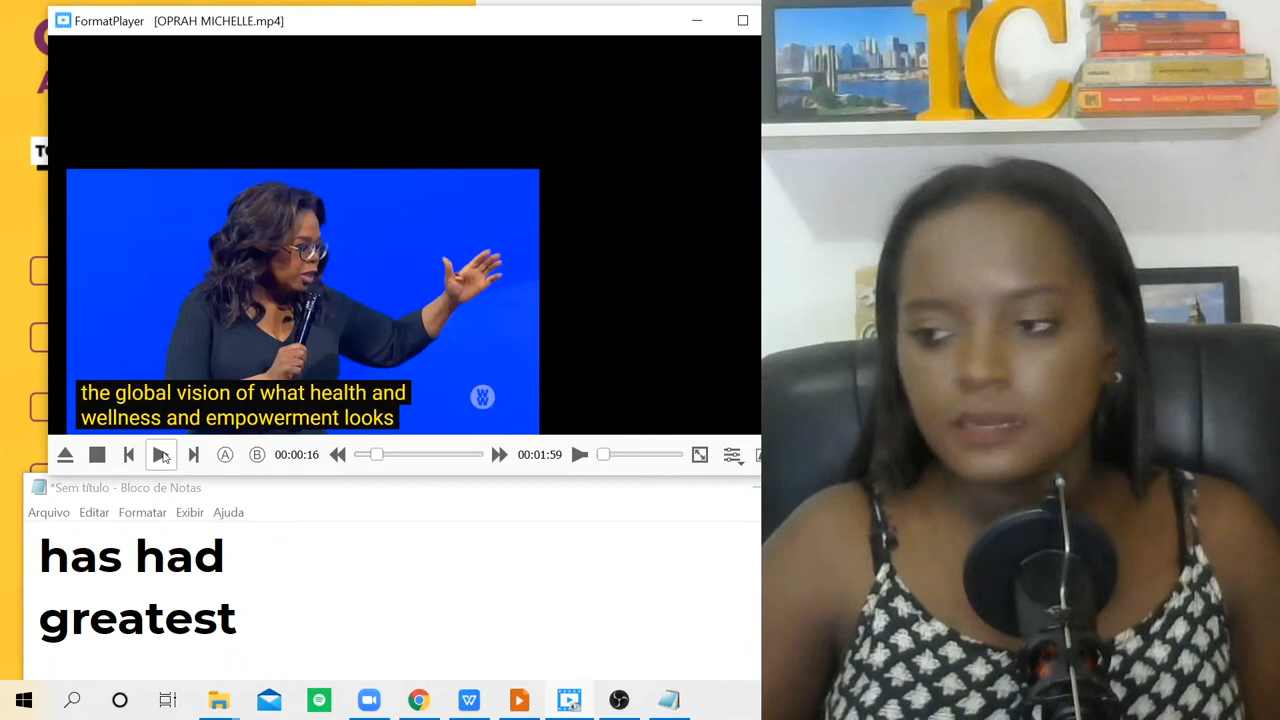 FormatPlayer [OPRAH MICHELLE.mp4]
IC
the global vision of what health and
wellness and empowerment looks
A B 00:00:16 00:01:59
*Sem título - Bloco de Notas
Arquivo Editar Formatar Exibir Ajuda
has had
greatest